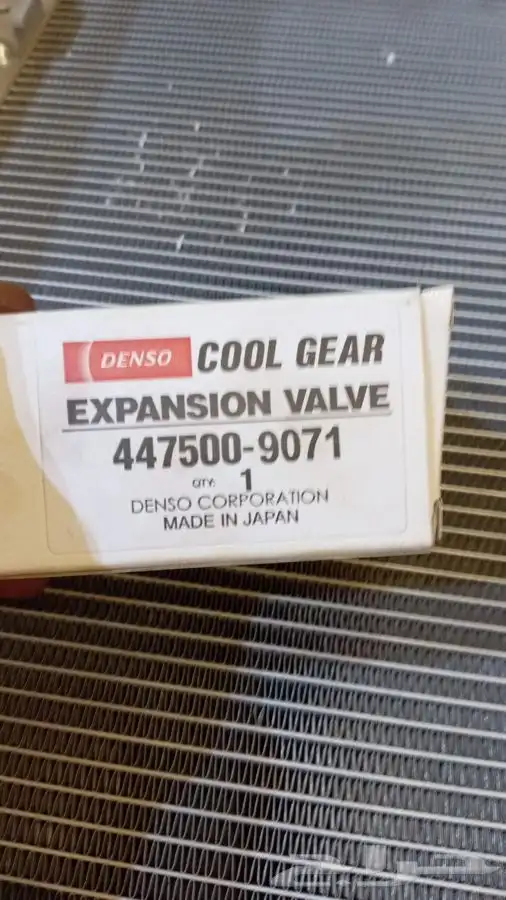 DENSO COOL GEAR
EXPANSION VALVE
447500-9071
QTY: 1
DENSO CORPORATION
MADE IN JAPAN